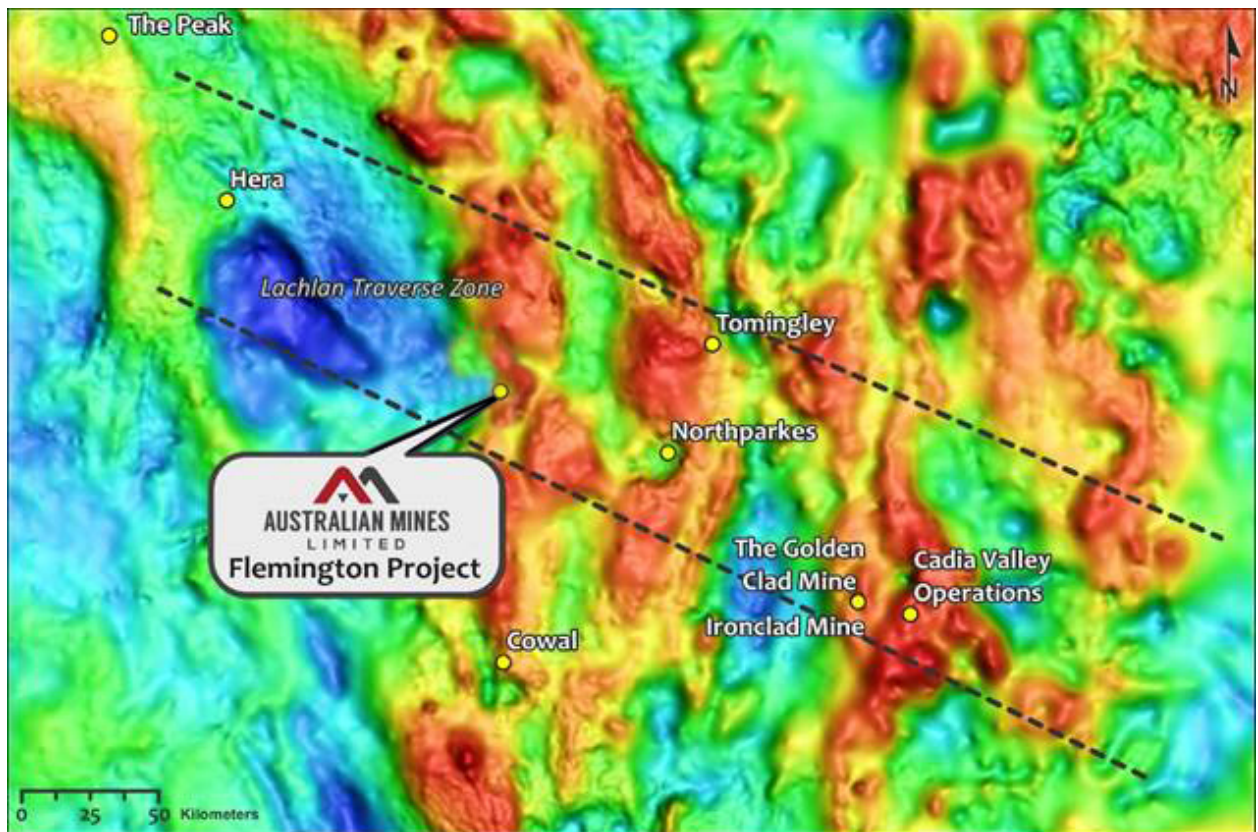 The Peak
N
Hera
Lachlan Traverse Zone
Tomingley
Northparkes
AUSTRALIAN MINES
LIMITED
Flemington Project
The Golden
Clad Mine
Ironclad Mine
Cadia Valley
Operations
Cowal
0 25 50 Kilometers